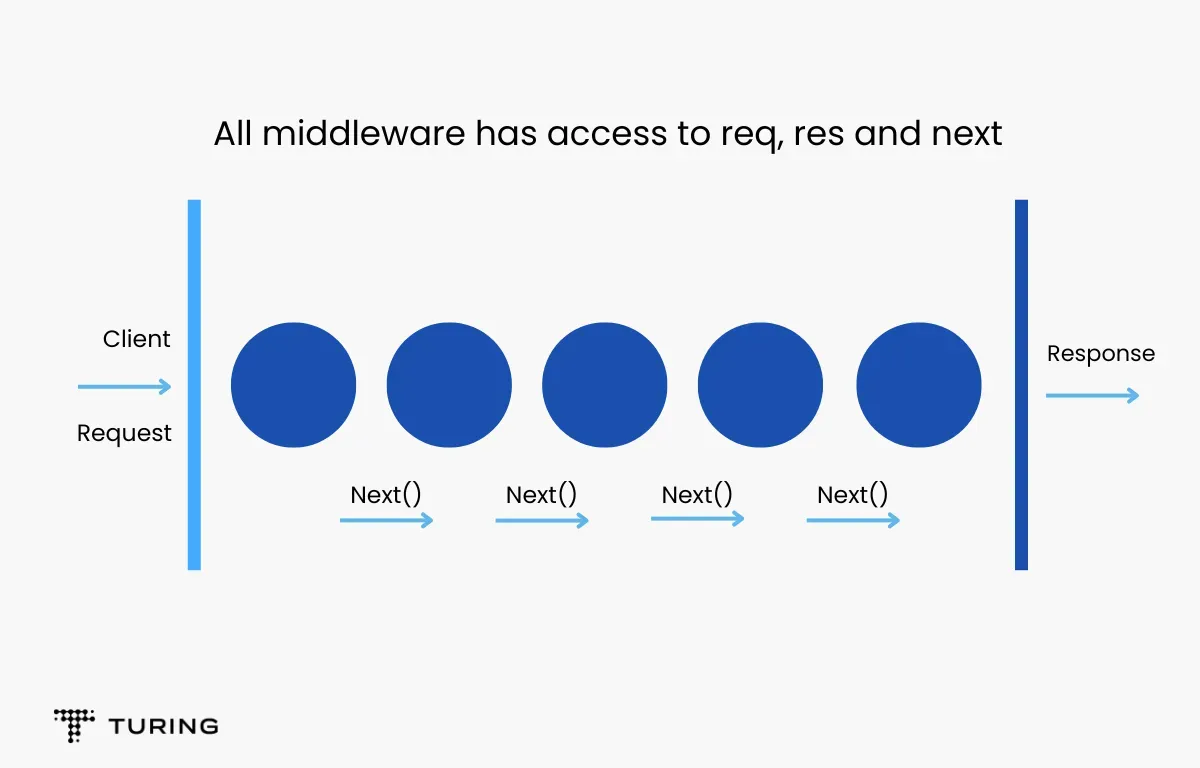 All middleware has access to req, res and next
Client
Request
Response
Next()
Next()
Next()
Next()
TURING